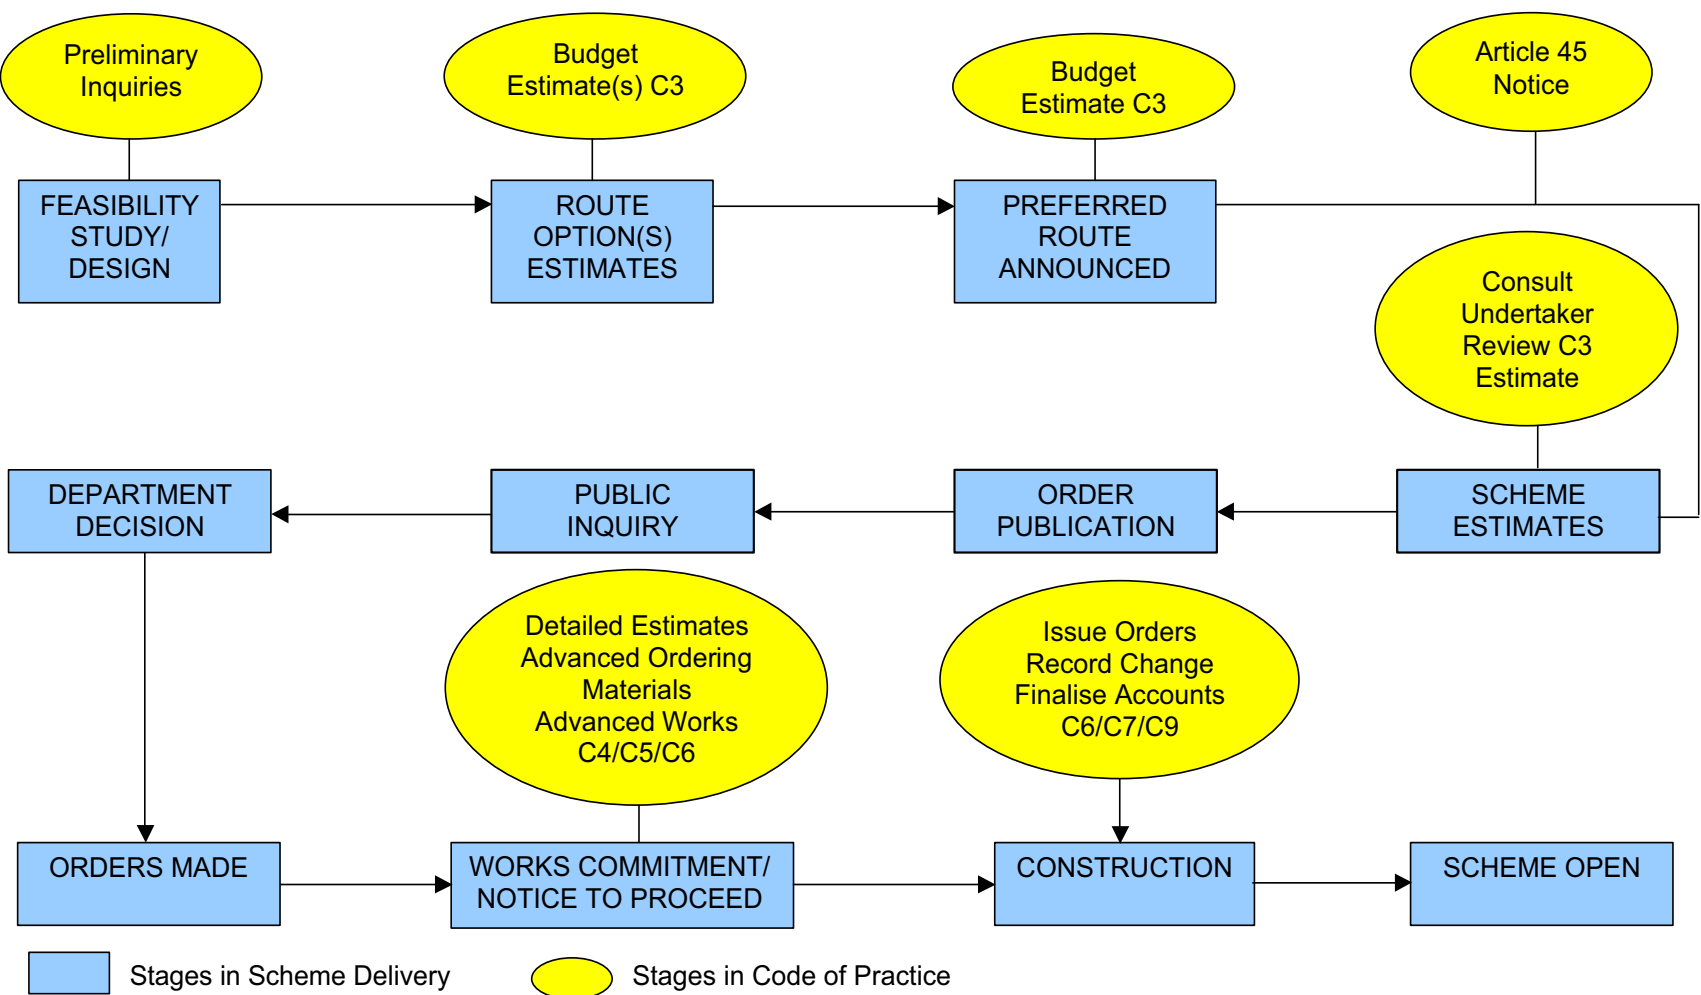 Preliminary
Inquiries
Budget
Estimate(s) C3
Budget
Estimate C3
Article 45
Notice
FEASIBILITY
STUDY/
DESIGN
ROUTE
OPTION(S)
ESTIMATES
PREFERRED
ROUTE
ANNOUNCED
Consult
Undertaker
Review C3
Estimate
DEPARTMENT
DECISION
PUBLIC
INQUIRY
ORDER
PUBLICATION
SCHEME
ESTIMATES
Detailed Estimates
Advanced Ordering
Materials
Advanced Works
C4/C5/C6
Issue Orders
Record Change
Finalise Accounts
C6/C7/C9
ORDERS MADE
WORKS COMMITMENT/
NOTICE TO PROCEED
CONSTRUCTION
SCHEME OPEN
Stages in Scheme Delivery
Stages in Code of Practice